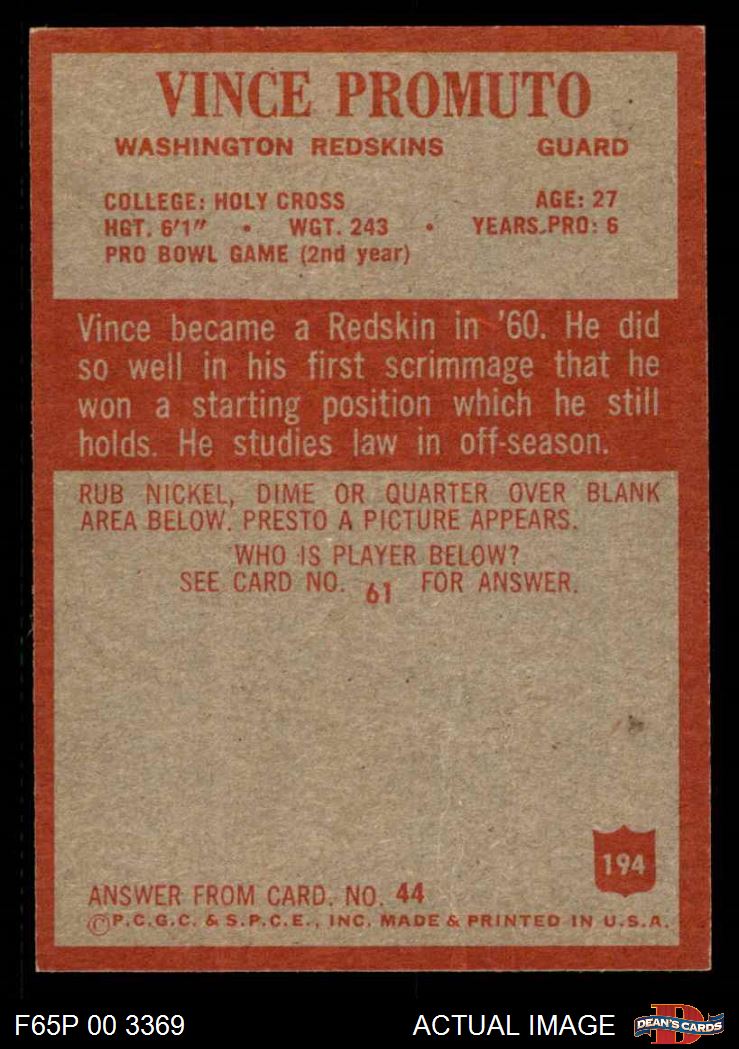 VINCE PROMUTO
WASHINGTON REDSKINS GUARD
COLLEGE: HOLY CROSS AGE: 27
HGT. 6'1" • WGT. 243 • YEARS PRO: 6
PRO BOWL GAME (2nd year)
Vince became a Redskin in '60. He did
so well in his first scrimmage that he
won a starting position which he still
holds. He studies law in off-season.
RUB NICKEL, DIME OR QUARTER OVER BLANK
AREA BELOW. PRESTO A PICTURE APPEARS.
WHO IS PLAYER BELOW?
SEE CARD NO. 61 FOR ANSWER.
194
ANSWER FROM CARD. NO. 44
©P.C.G.C. & S.P.C.E., INC. MADE & PRINTED IN U.S.A.
F65P 00 3369 ACTUAL IMAGE DEAN'S CARDS